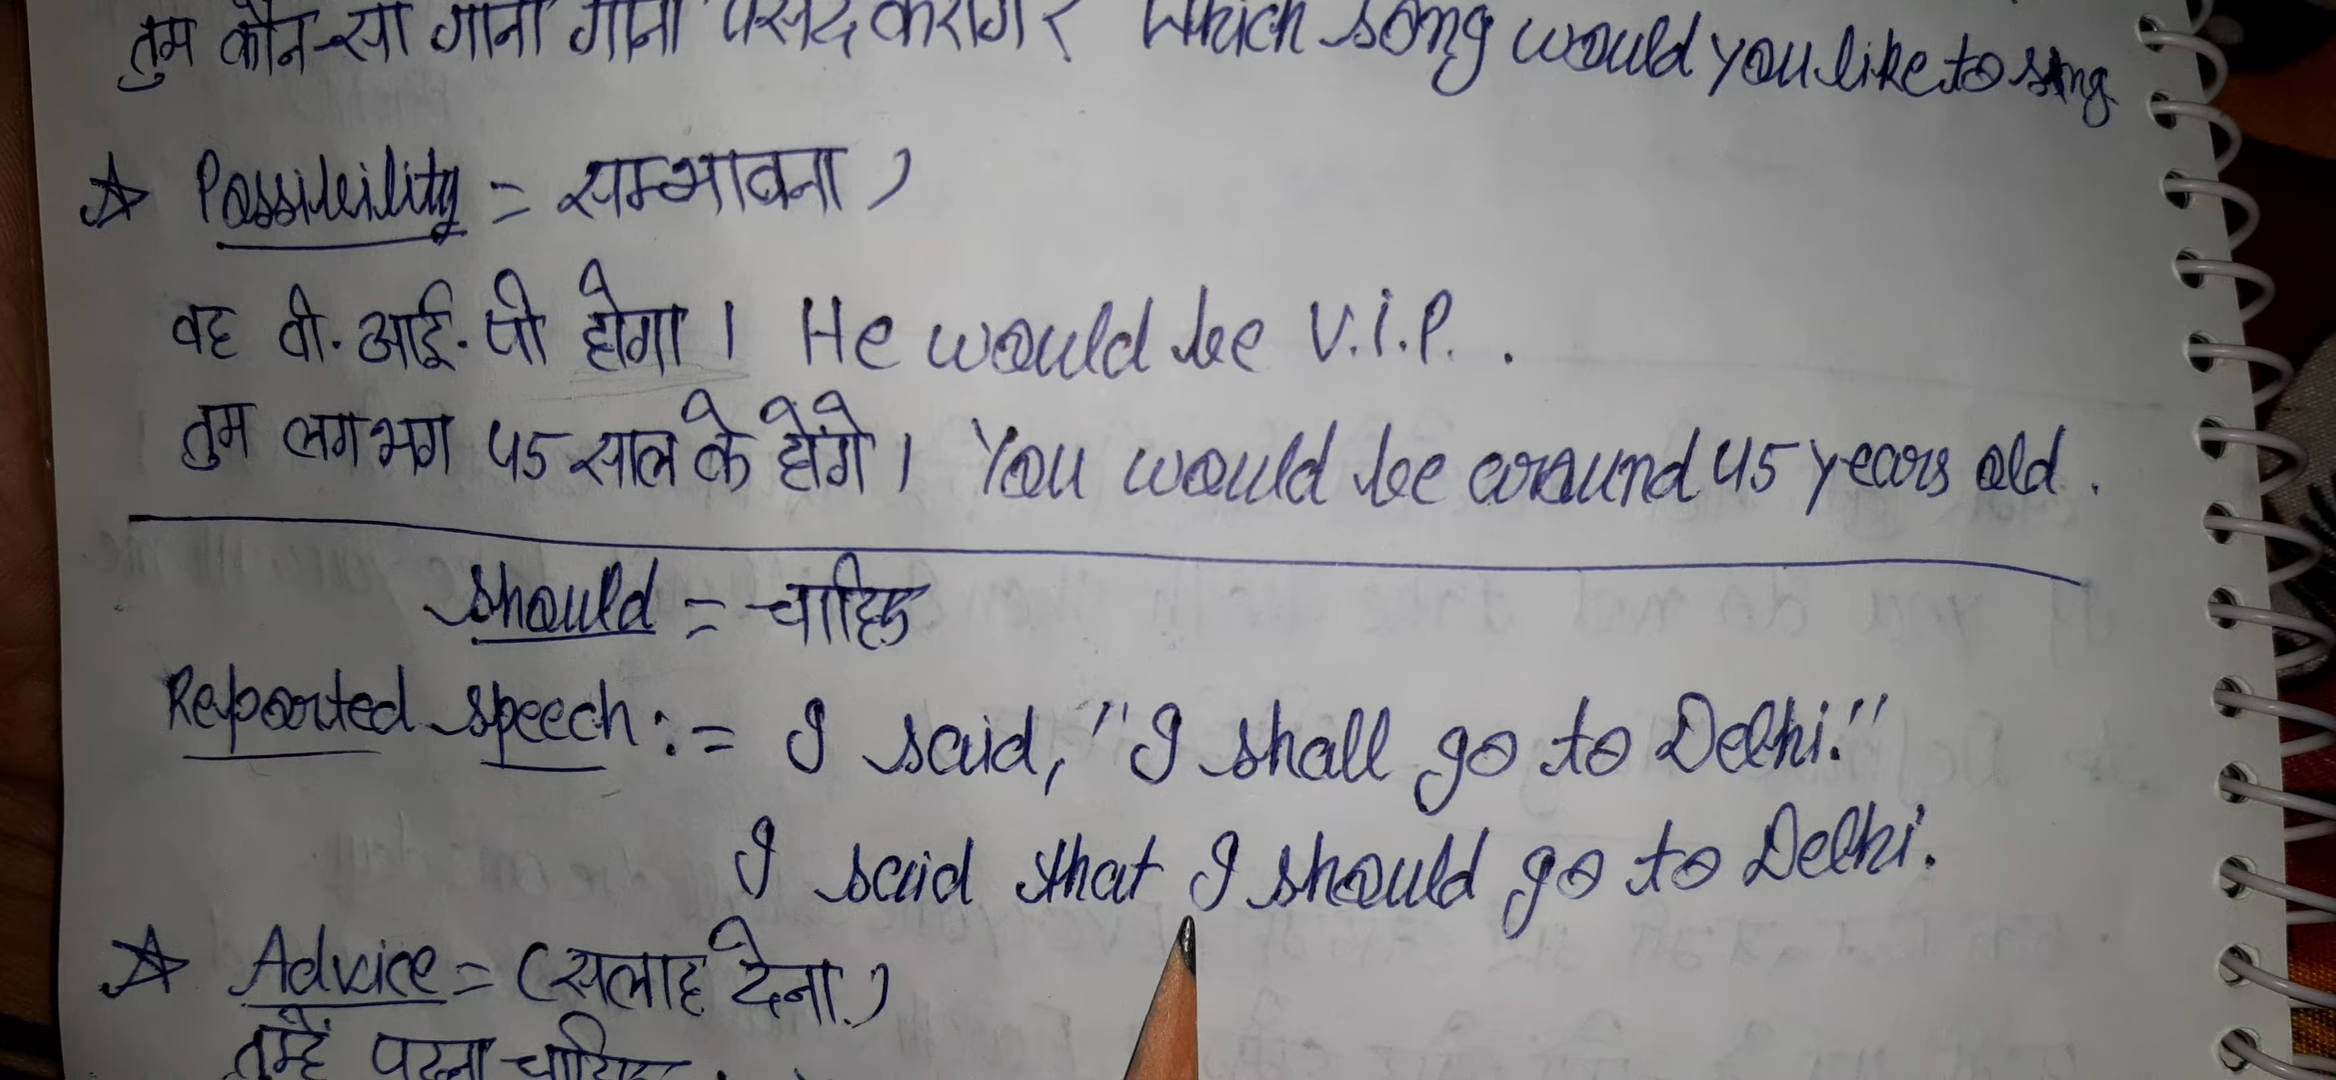 तुम कौन-सा गाना गाना पसंद करोगे? Which song would you like to sing
☆ Possibility = सम्भावना )
वह वी.आई.पी होगा। He would be V.I.P. .
तुम लगभग 45 साल के होंगे। You would be around 45 years old.
Should = चाहिए
Reported speech := I said, "I shall go to Delhi."
I said that I should go to Delhi.
☆ Advice = (सलाह देना.)
तुम्हें पढ़ना चाहिए